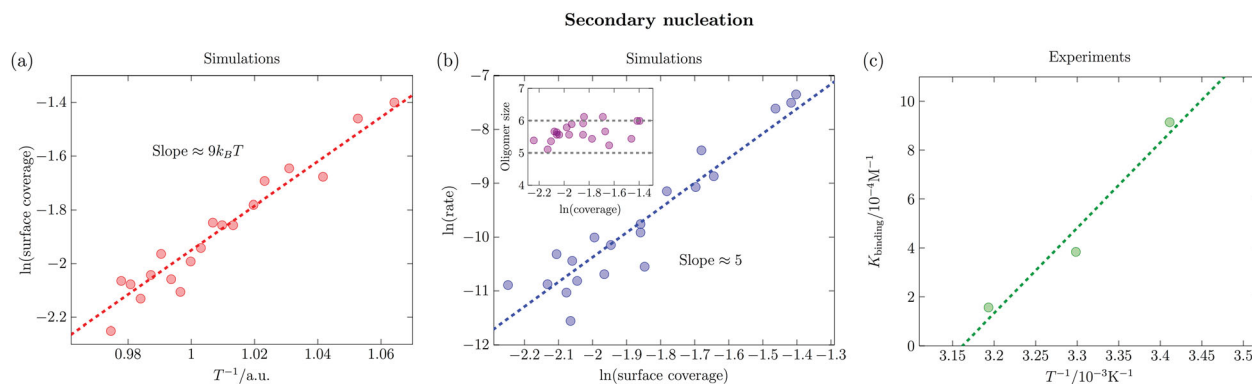 Secondary nucleation
(a)
Simulations
ln(surface coverage)
−1.4
−1.6
−1.8
−2
−2.2
Slope ≈ 9k_BT
0.98
1
1.02
1.04
1.06
T⁻¹/a.u.
(b)
Simulations
ln(rate)
−7
−8
−9
−10
−11
−12
Oligomer size
7
6
5
4
-2.2
-2
-1.8
-1.6
-1.4
ln(coverage)
Slope ≈ 5
−2.2
−2.1
−2
−1.9
−1.8
−1.7
−1.6
−1.5
−1.4
−1.3
ln(surface coverage)
(c)
Experiments
K_binding/10⁻⁴M⁻¹
10
8
6
4
2
0
3.15
3.2
3.25
3.3
3.35
3.4
3.45
3.5
T⁻¹/10⁻³K⁻¹